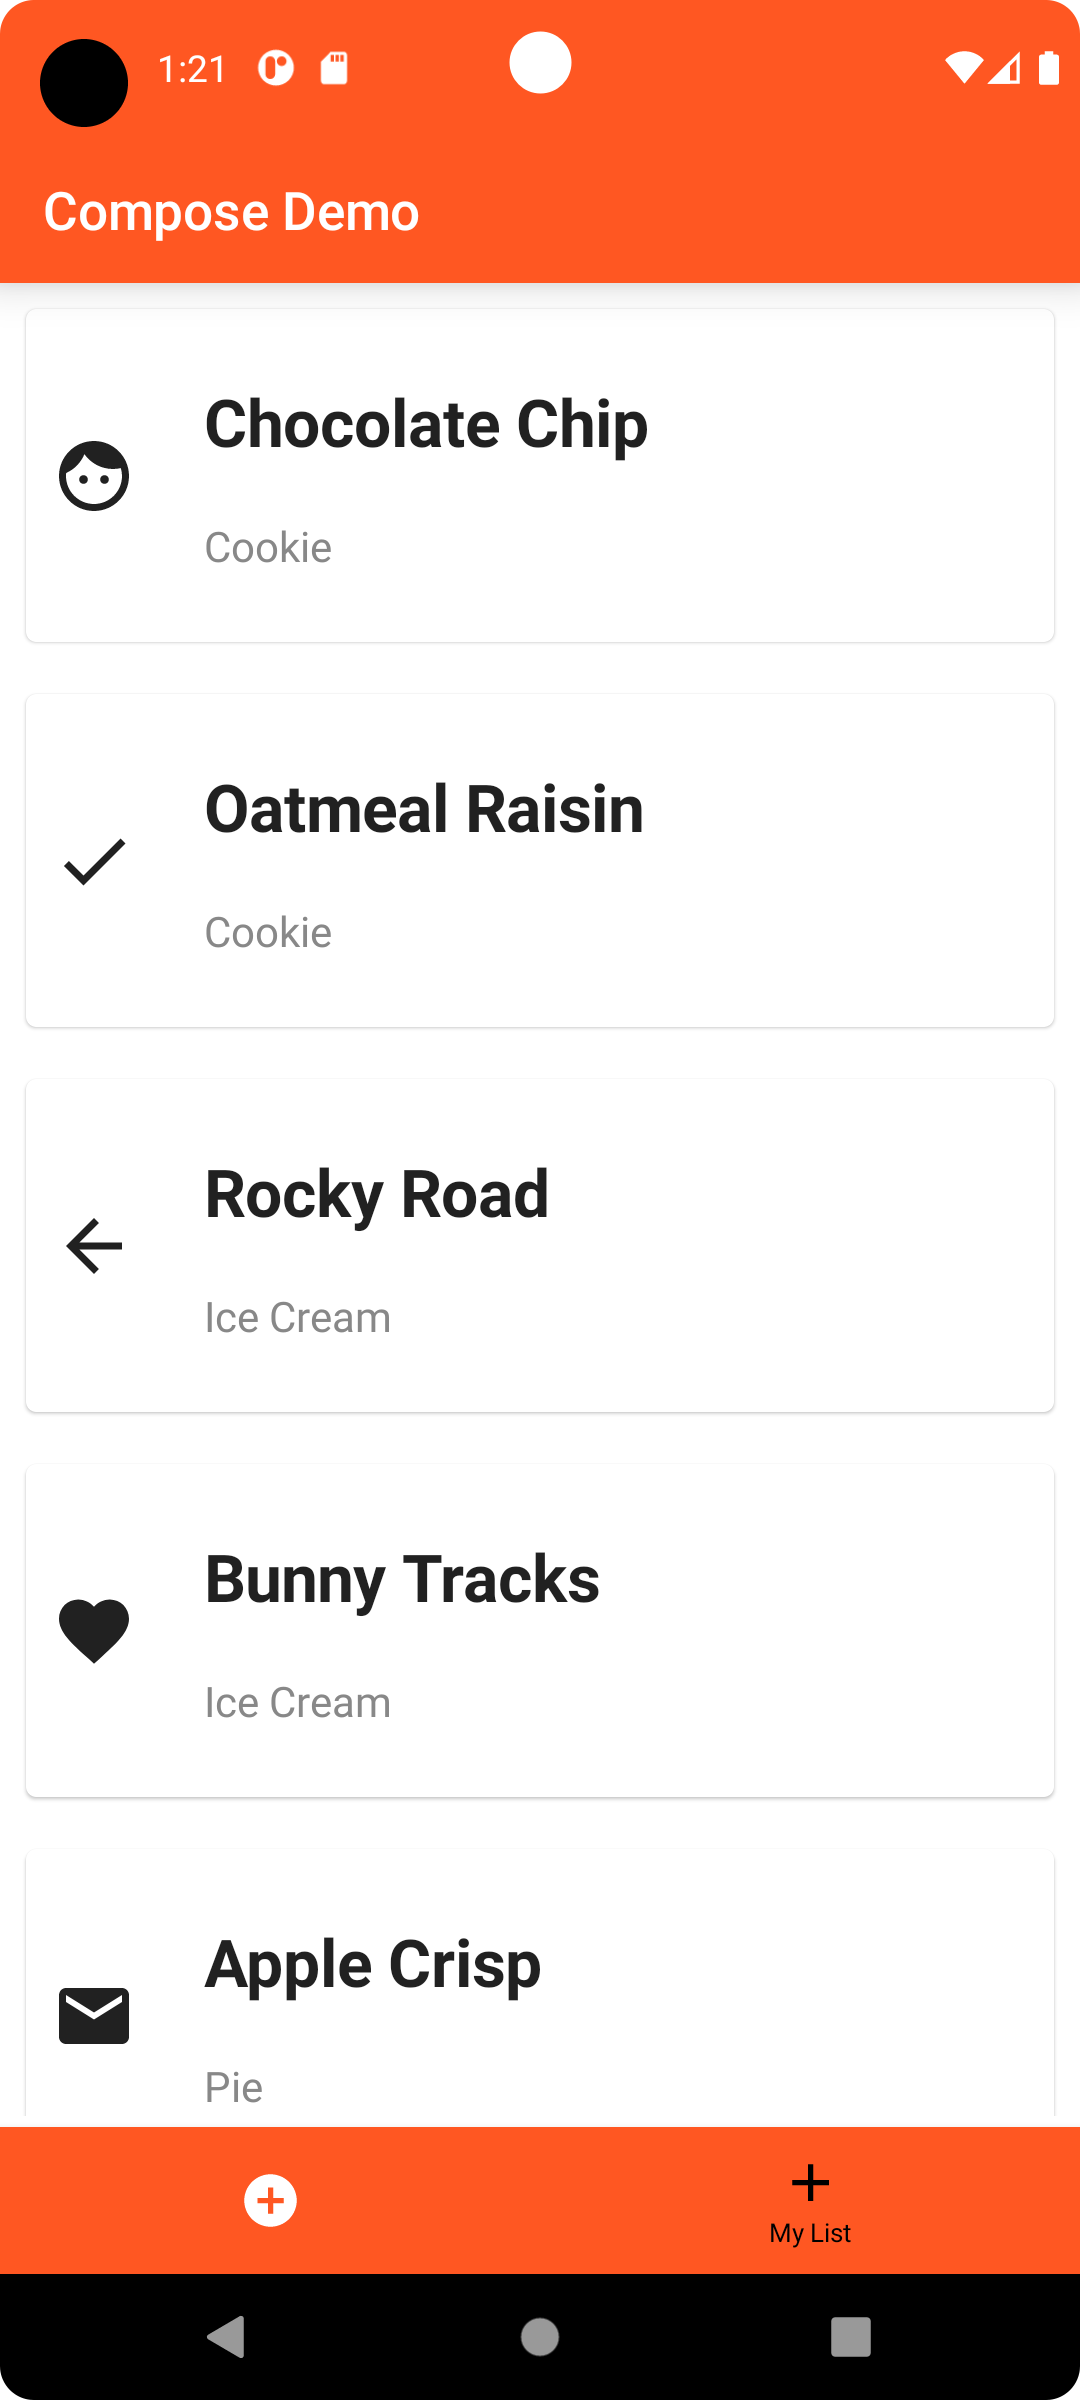 1:21
Compose Demo
Chocolate Chip
Cookie
Oatmeal Raisin
Cookie
Rocky Road
Ice Cream
Bunny Tracks
Ice Cream
Apple Crisp
Pie
My List